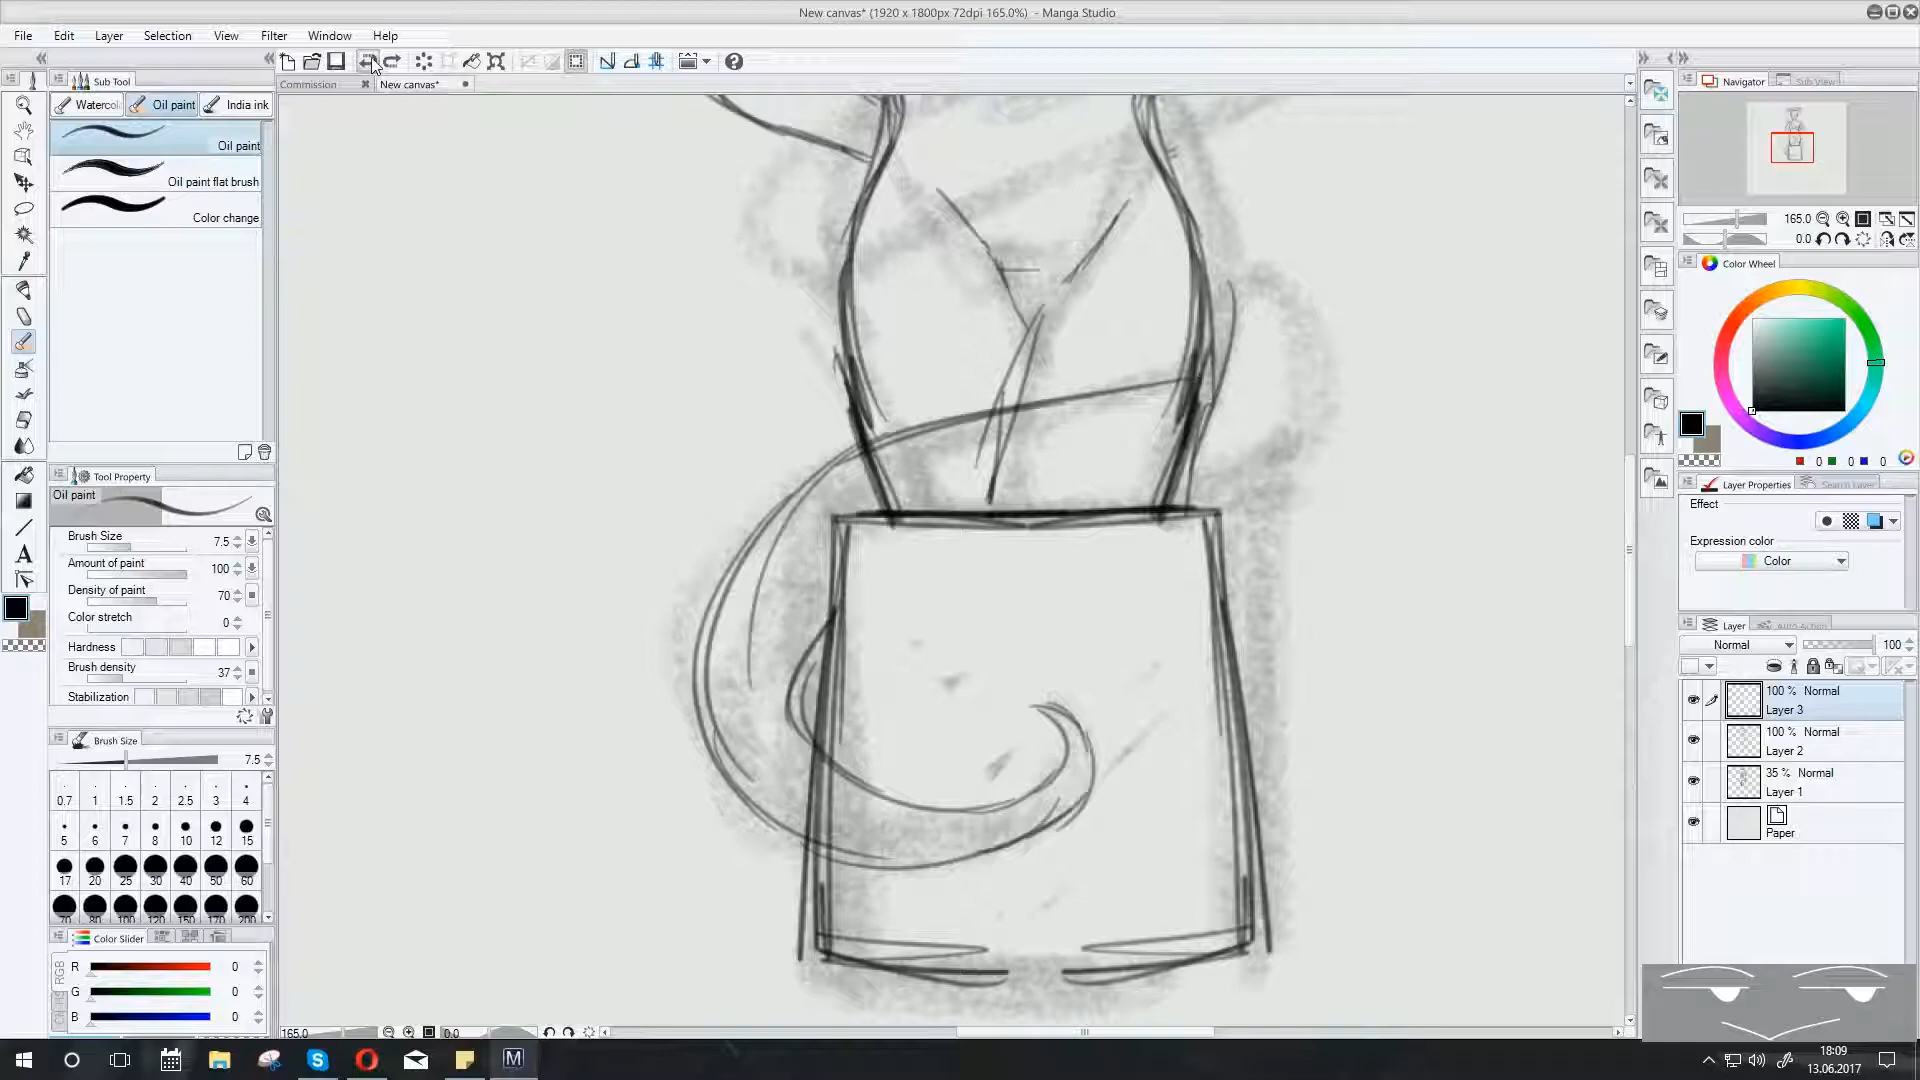 New canvas* (1920 x 1800px 72dpi 165.0%) - Manga Studio
File Edit Layer Selection View Filter Window Help
Commission New canvas*
Sub Tool
Watercol Oil paint India ink
Oil paint
Oil paint flat brush
Color change
Tool Property
Oil paint
Brush Size 7.5
Amount of paint 100
Density of paint 70
Color stretch 0
Hardness
Brush density 37
Stabilization
Brush Size
7.5
0.7 1 1.5 2 2.5 3 4
5 6 7 8 10 12 15
17 20 25 30 40 50 60
70 80 100 120 150 170 200
Color Slider
RGB
R 0
G 0
B 0
165.0 0.0
Navigator Sub View
165.0
0.0
Color Wheel
0 0 0
Layer Properties Search Layer
Effect
Expression color
Color
Layer Auto Action
Normal 100
100 % Normal
Layer 3
100 % Normal
Layer 2
35 % Normal
Layer 1
Paper
18:09
13.06.2017